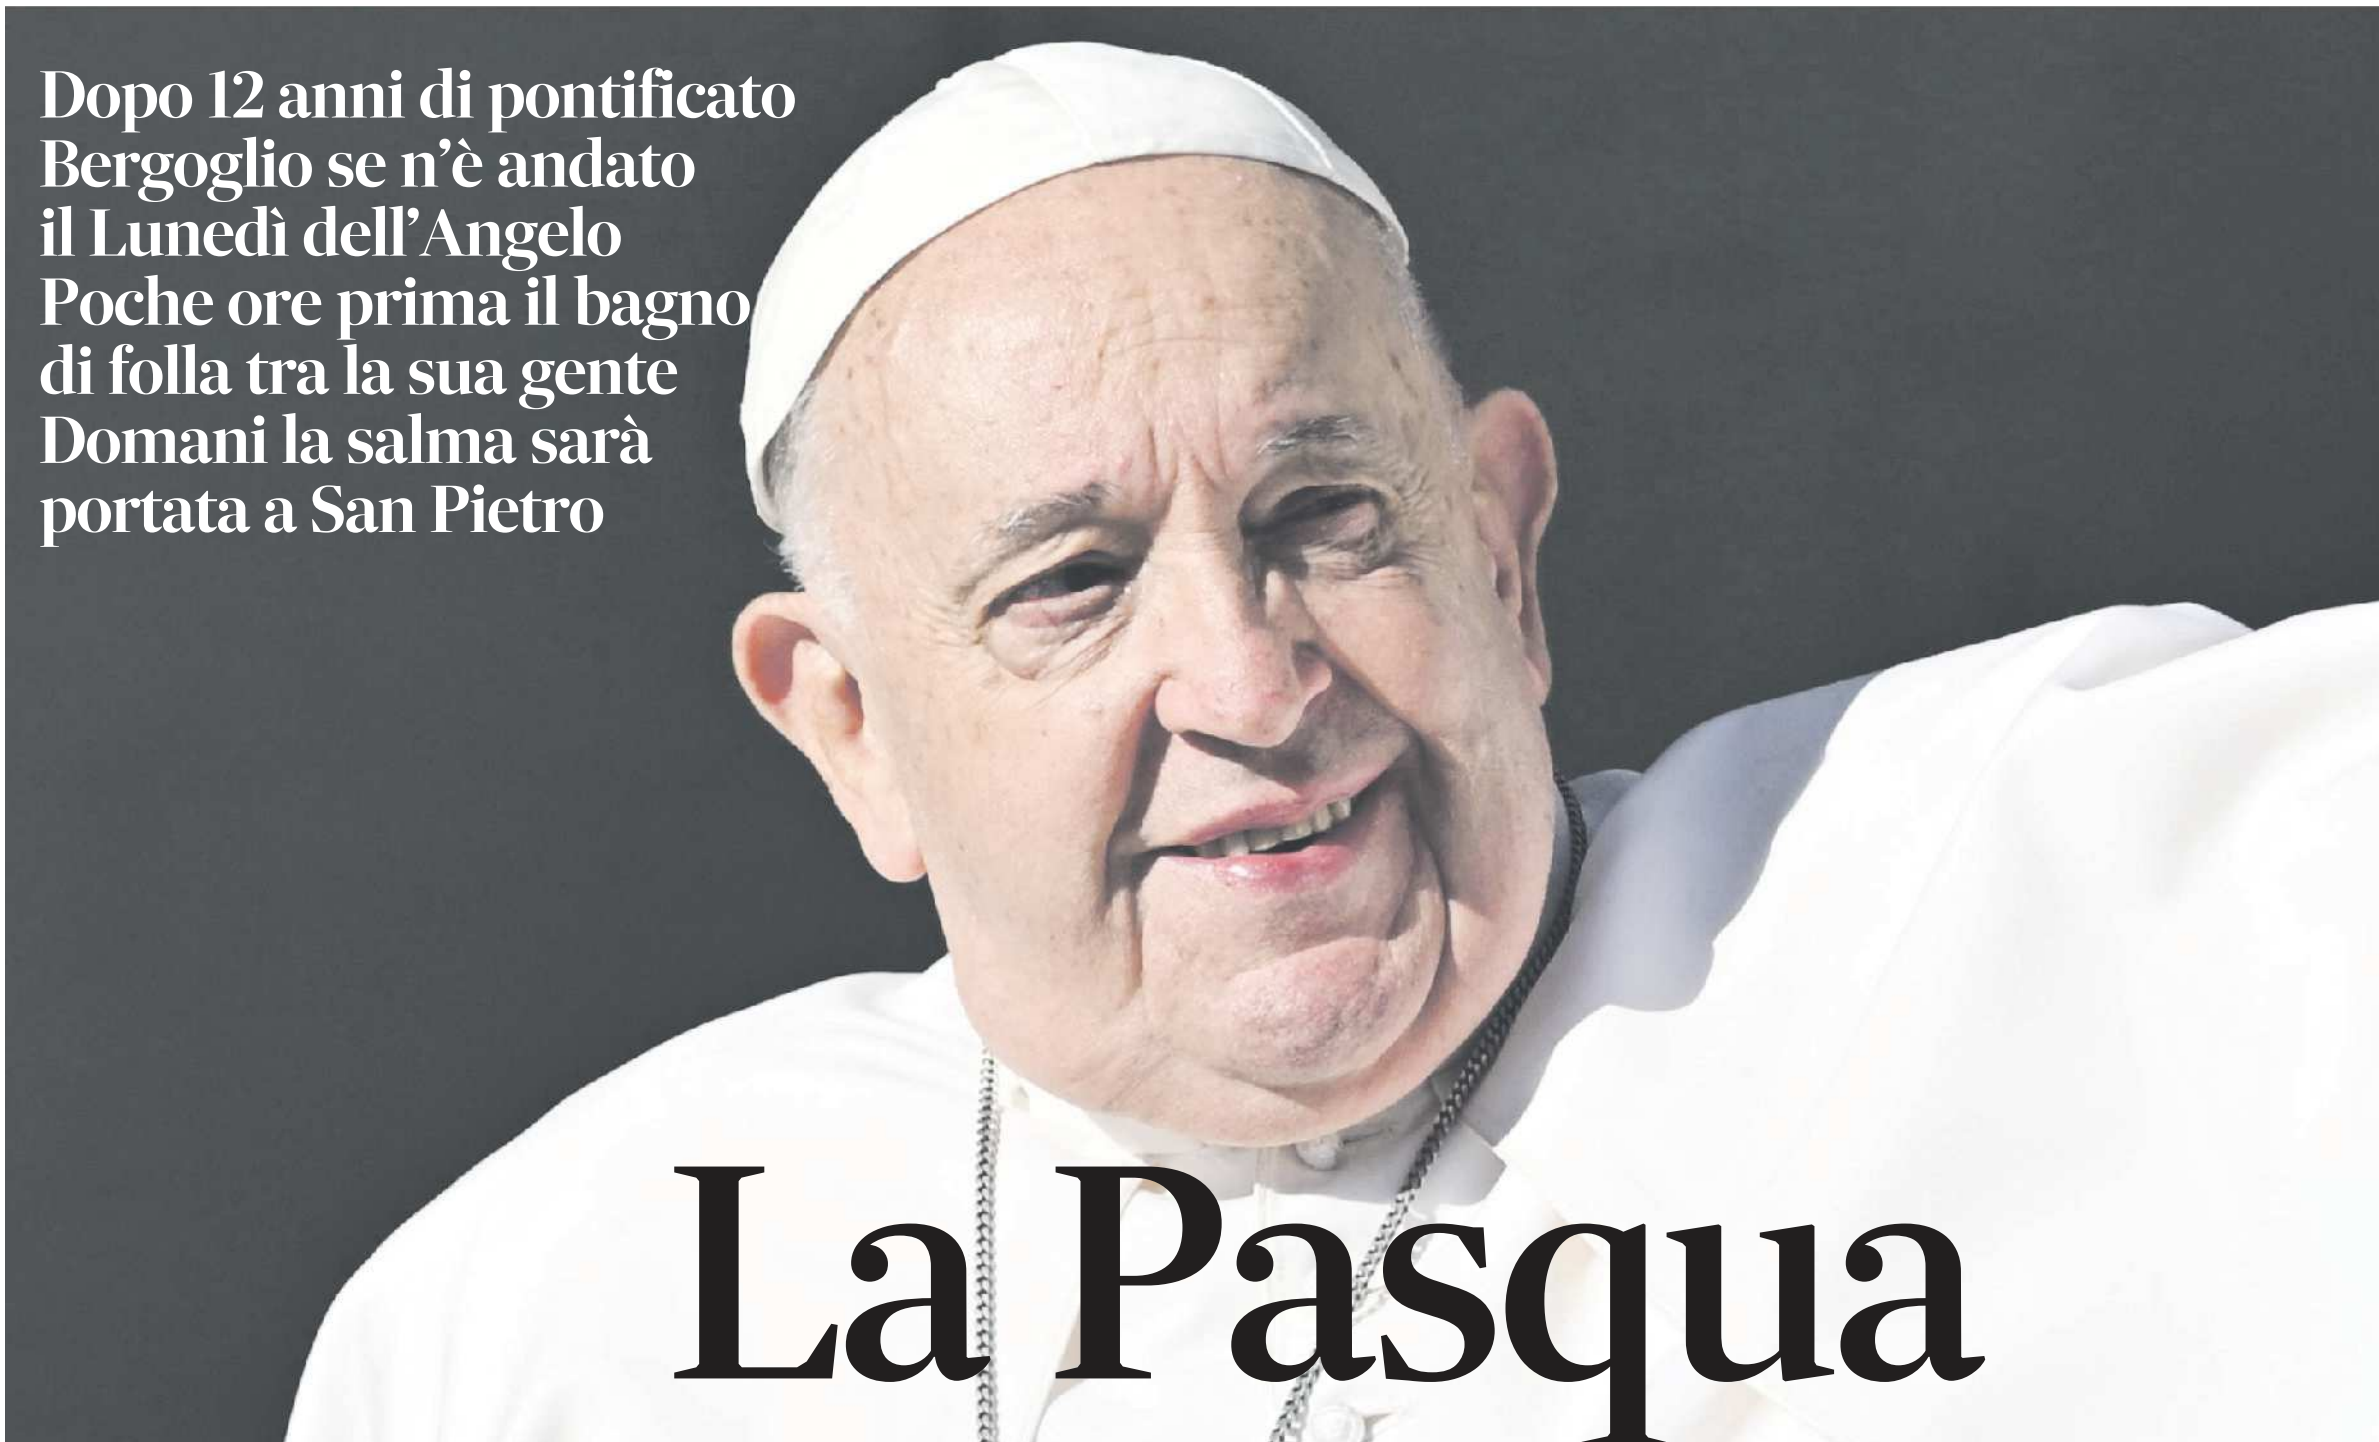 Dopo 12 anni di pontificato
Bergoglio se n’è andato
il Lunedì dell’Angelo
Poche ore prima il bagno
di folla tra la sua gente
Domani la salma sarà
portata a San Pietro
La Pasqua